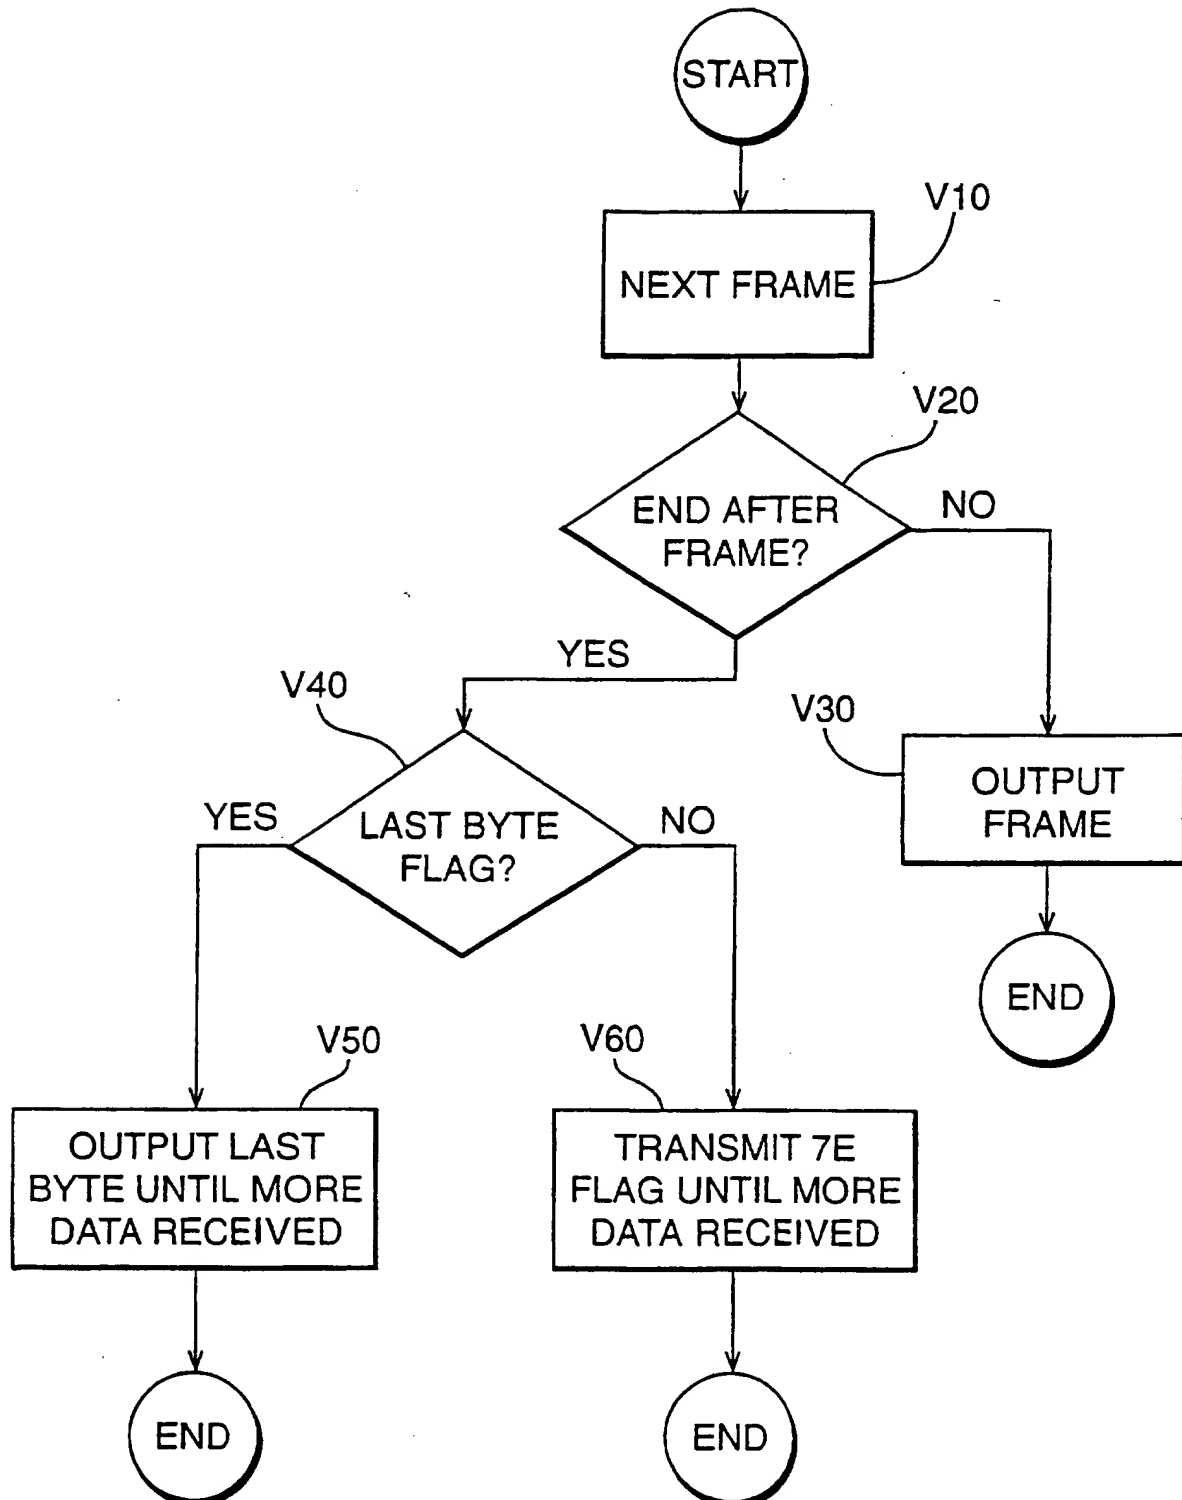 START
V10
NEXT FRAME
V20
END AFTER
FRAME?
NO
YES
V40
V30
OUTPUT
FRAME
YES
LAST BYTE
FLAG?
NO
END
V50
V60
OUTPUT LAST
BYTE UNTIL MORE
DATA RECEIVED
TRANSMIT 7E
FLAG UNTIL MORE
DATA RECEIVED
END
END